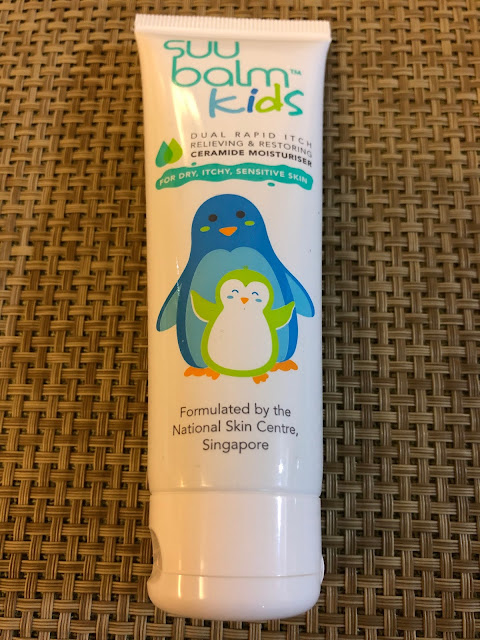 suu
balm™
kids
DUAL RAPID ITCH
RELIEVING & RESTORING
CERAMIDE MOISTURISER
FOR DRY, ITCHY, SENSITIVE SKIN
Formulated by the
National Skin Centre,
Singapore